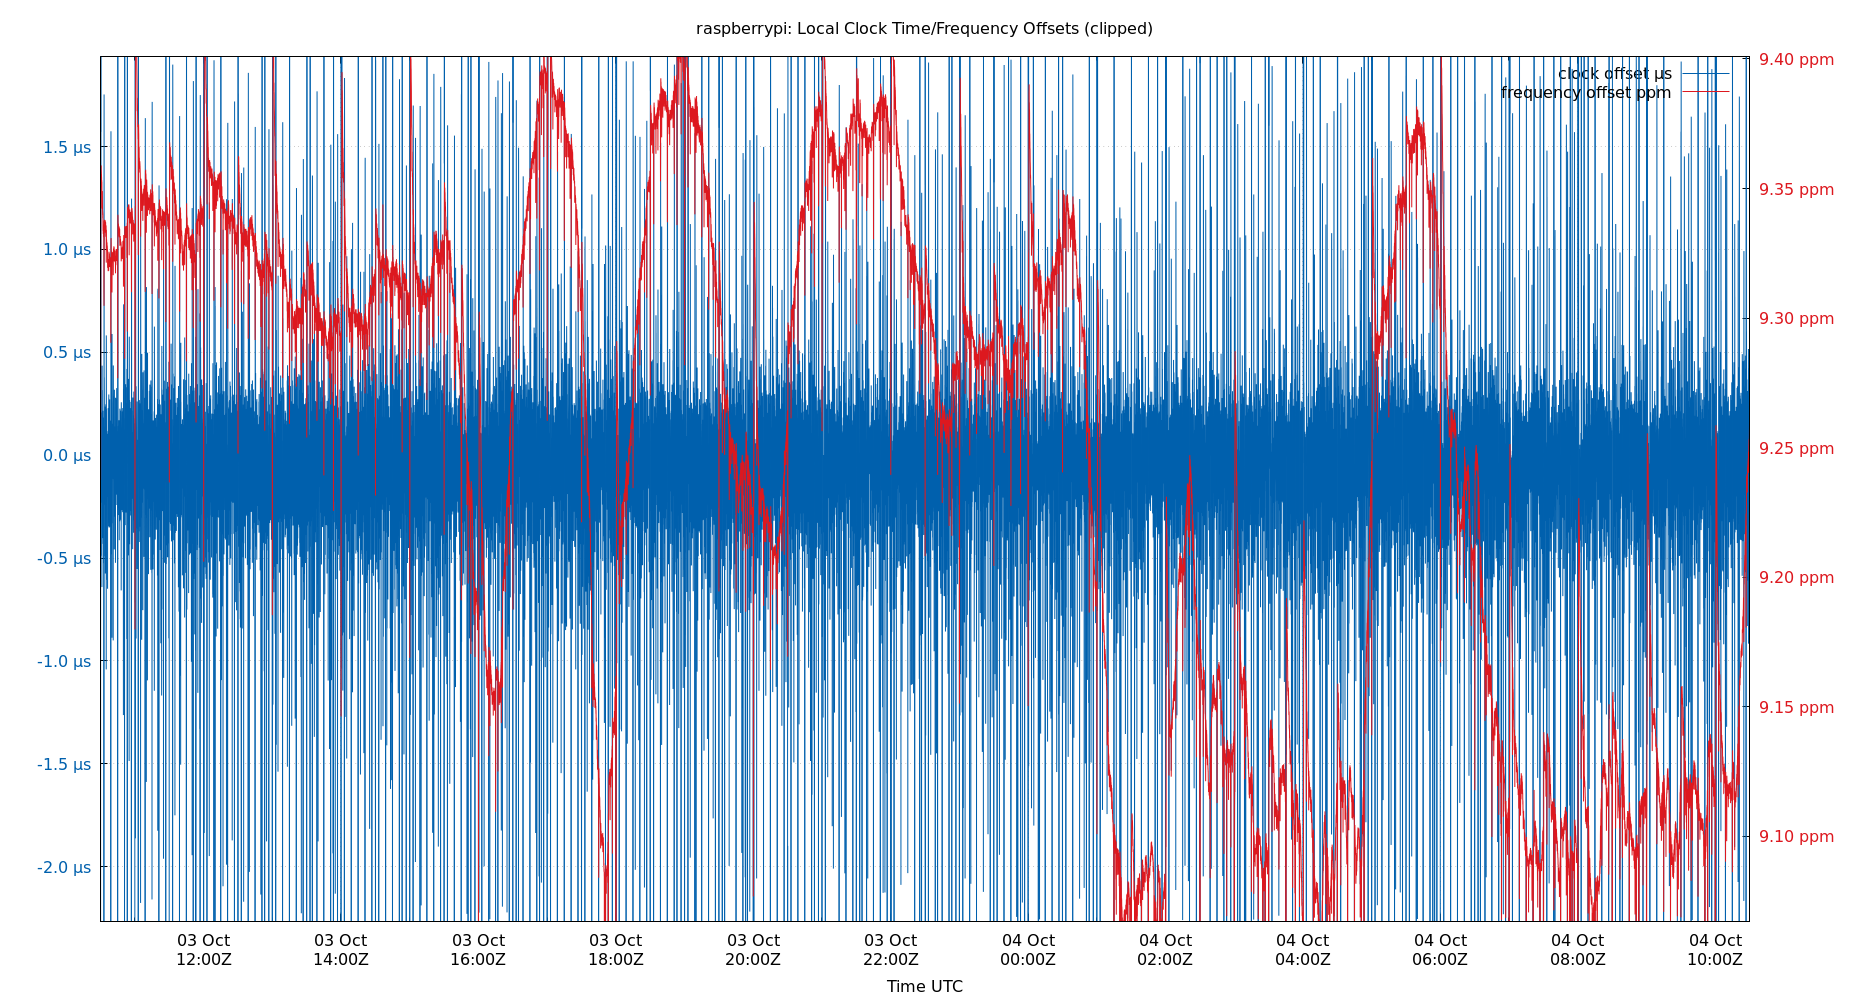 raspberrypi: Local Clock Time/Frequency Offsets (clipped)
clock offset µs
frequency offset ppm
1.5 µs
1.0 µs
0.5 µs
0.0 µs
-0.5 µs
-1.0 µs
-1.5 µs
-2.0 µs
9.40 ppm
9.35 ppm
9.30 ppm
9.25 ppm
9.20 ppm
9.15 ppm
9.10 ppm
03 Oct
12:00Z
03 Oct
14:00Z
03 Oct
16:00Z
03 Oct
18:00Z
03 Oct
20:00Z
03 Oct
22:00Z
04 Oct
00:00Z
04 Oct
02:00Z
04 Oct
04:00Z
04 Oct
06:00Z
04 Oct
08:00Z
04 Oct
10:00Z
Time UTC